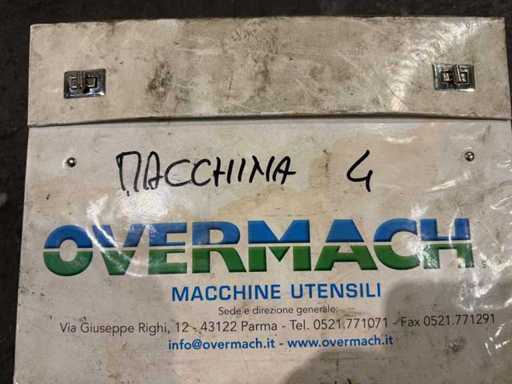 MACCHINA 4
OVERMACH
MACCHINE UTENSILI
Sede e direzione generale:
Via Giuseppe Righi, 12 - 43122 Parma - Tel. 0521.771071 - Fax 0521.771291
info@overmach.it - www.overmach.it